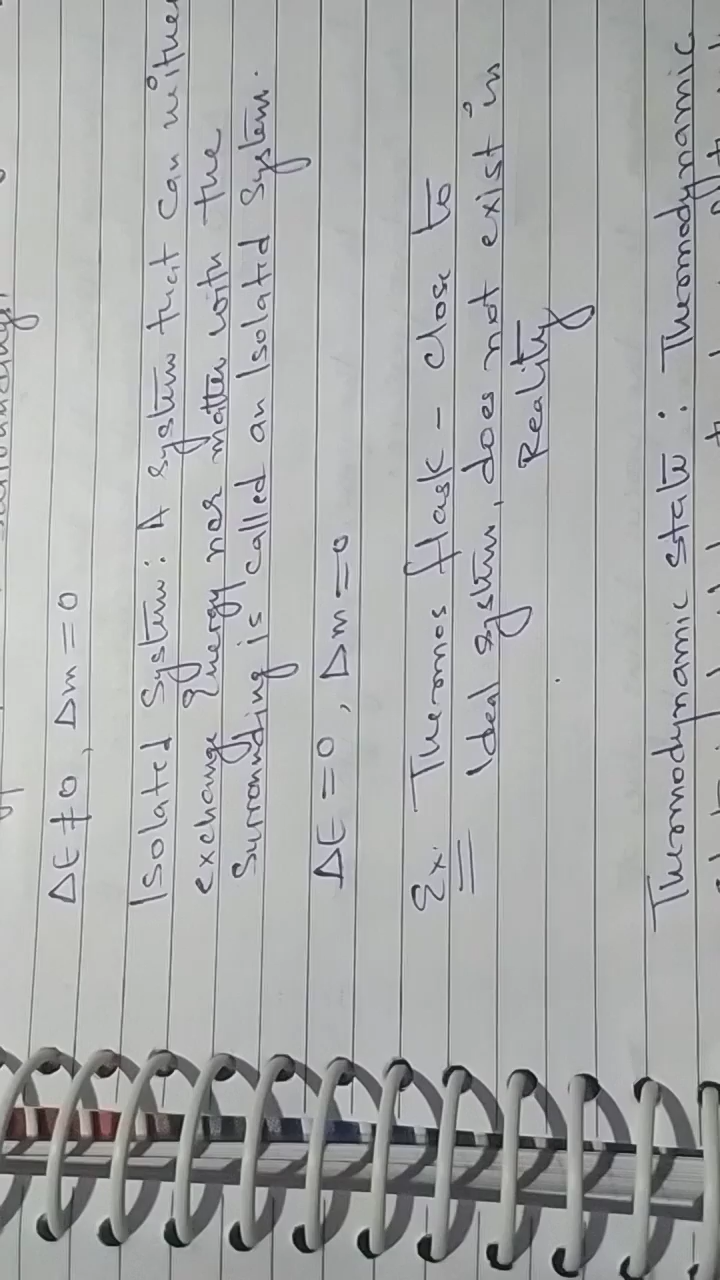 ΔE ≠ 0, Δm = 0
Isolated System: A system that can neither
exchange Energy nor matter with the
Surrounding is called an Isolated System.
ΔE = 0, Δm = 0
Ex. Thermos flask - close to
Ideal system, does not exist in
Reality
Thermodynamic state: Thermodynamic